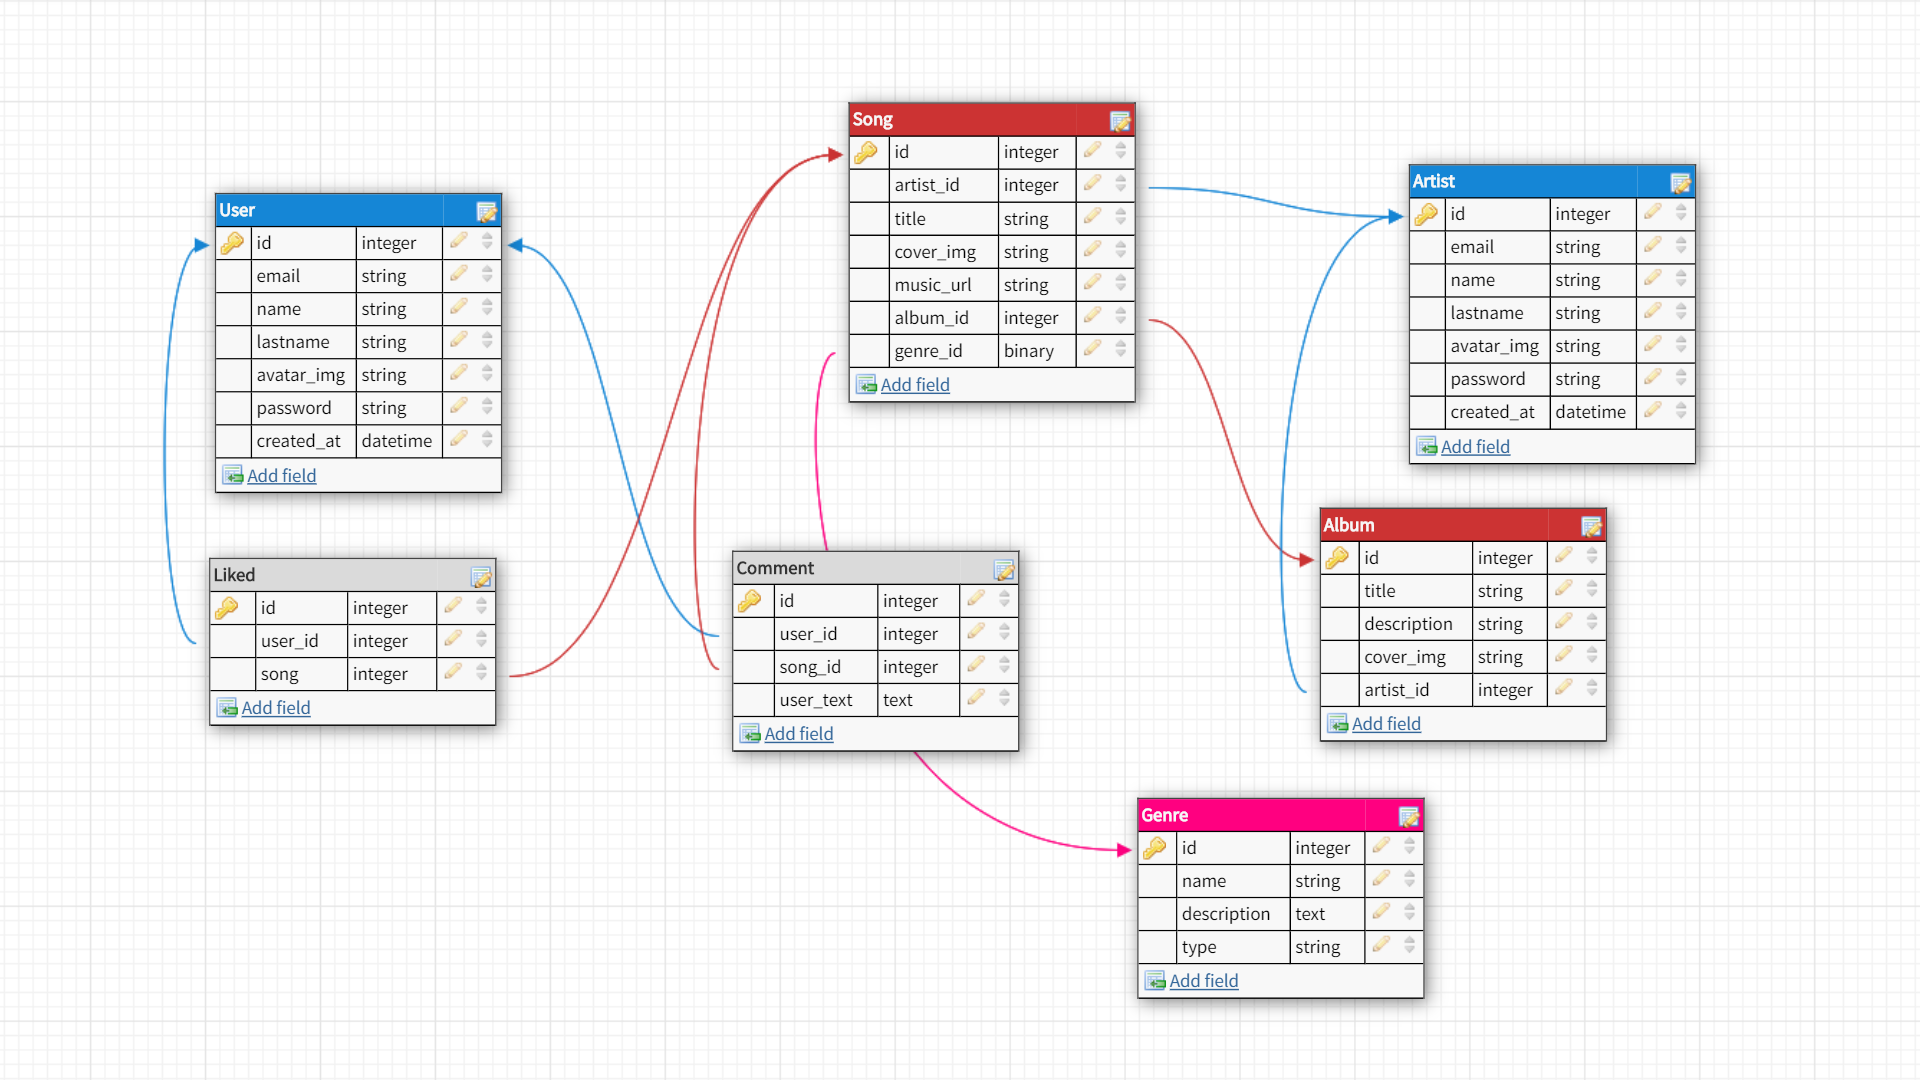 User
id integer
email string
name string
lastname string
avatar_img string
password string
created_at datetime
Add field
Liked
id integer
user_id integer
song integer
Add field
Song
id integer
artist_id integer
title string
cover_img string
music_url string
album_id integer
genre_id binary
Add field
Comment
id integer
user_id integer
song_id integer
user_text text
Add field
Artist
id integer
email string
name string
lastname string
avatar_img string
password string
created_at datetime
Add field
Album
id integer
title string
description string
cover_img string
artist_id integer
Add field
Genre
id integer
name string
description text
type string
Add field